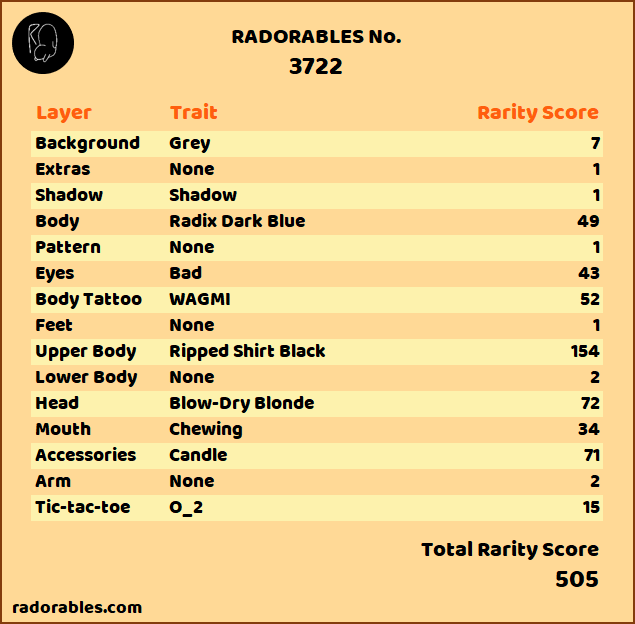 RADORABLES No.
3722
Layer Trait Rarity Score
Background Grey 7
Extras None 1
Shadow Shadow 1
Body Radix Dark Blue 49
Pattern None 1
Eyes Bad 43
Body Tattoo WAGMI 52
Feet None 1
Upper Body Ripped Shirt Black 154
Lower Body None 2
Head Blow-Dry Blonde 72
Mouth Chewing 34
Accessories Candle 71
Arm None 2
Tic-tac-toe O_2 15
Total Rarity Score
505
radorables.com